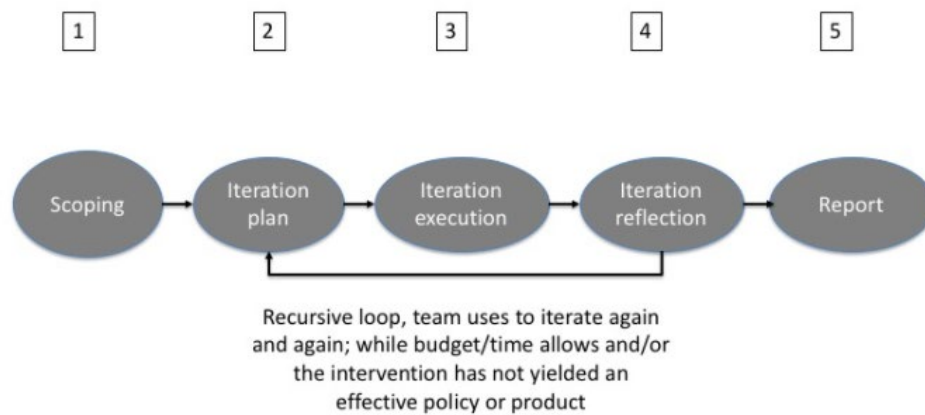 1
2
3
4
5
Scoping
Iteration
plan
Iteration
execution
Iteration
reflection
Report
Recursive loop, team uses to iterate again
and again; while budget/time allows and/or
the intervention has not yielded an
effective policy or product